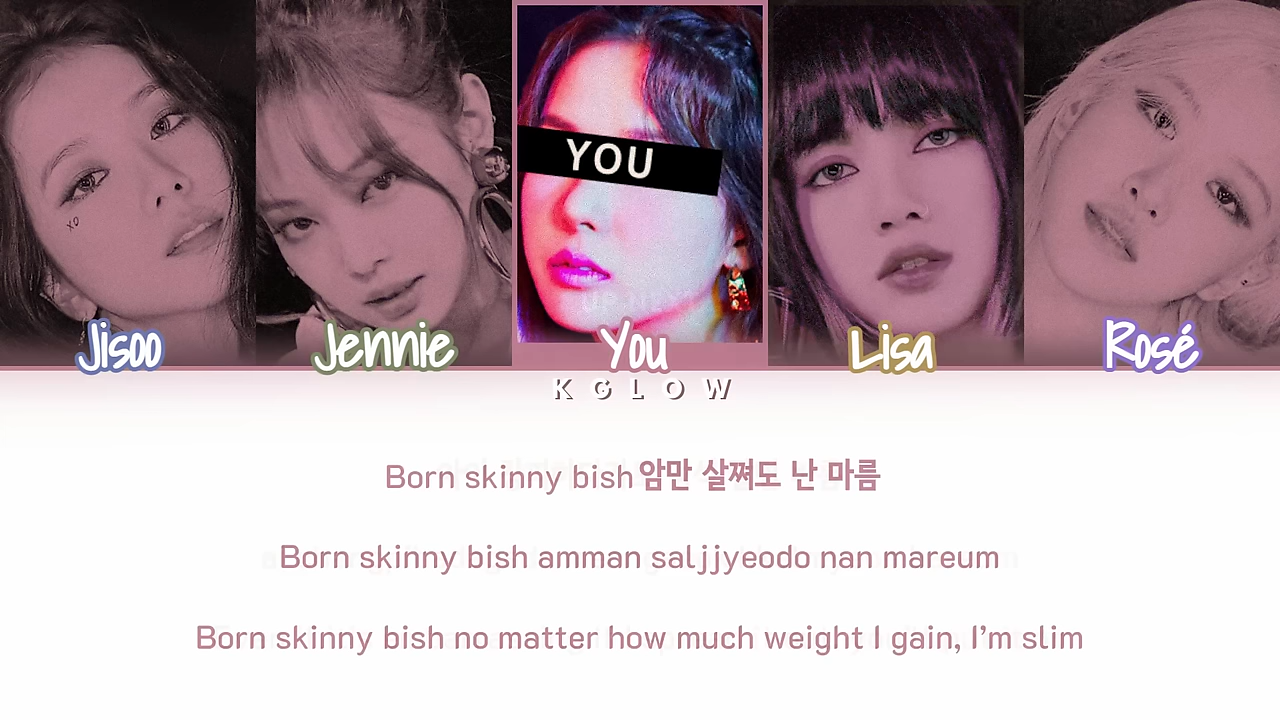 YOU
xo
Jisoo Jennie You Lisa Rosé
KGLOW
Born skinny bish 암만 살쪄도 난 마름
Born skinny bish amman saljjyeodo nan mareum
Born skinny bish no matter how much weight I gain, I'm slim